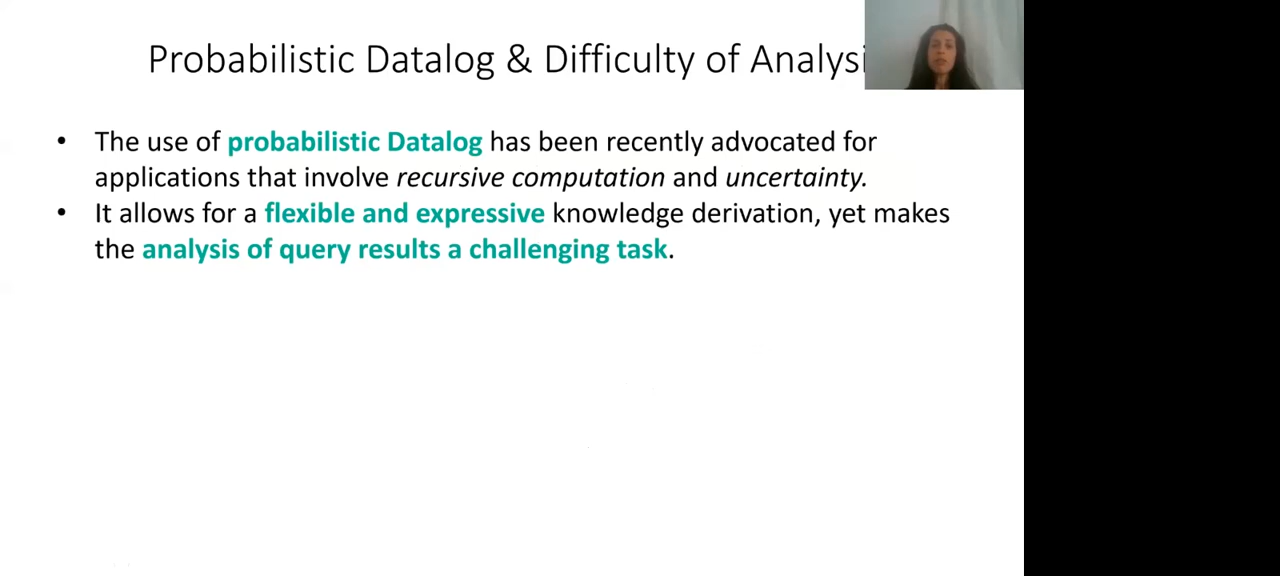 Probabilistic Datalog & Difficulty of Analysi
• The use of probabilistic Datalog has been recently advocated for
applications that involve recursive computation and uncertainty.
• It allows for a flexible and expressive knowledge derivation, yet makes
the analysis of query results a challenging task.